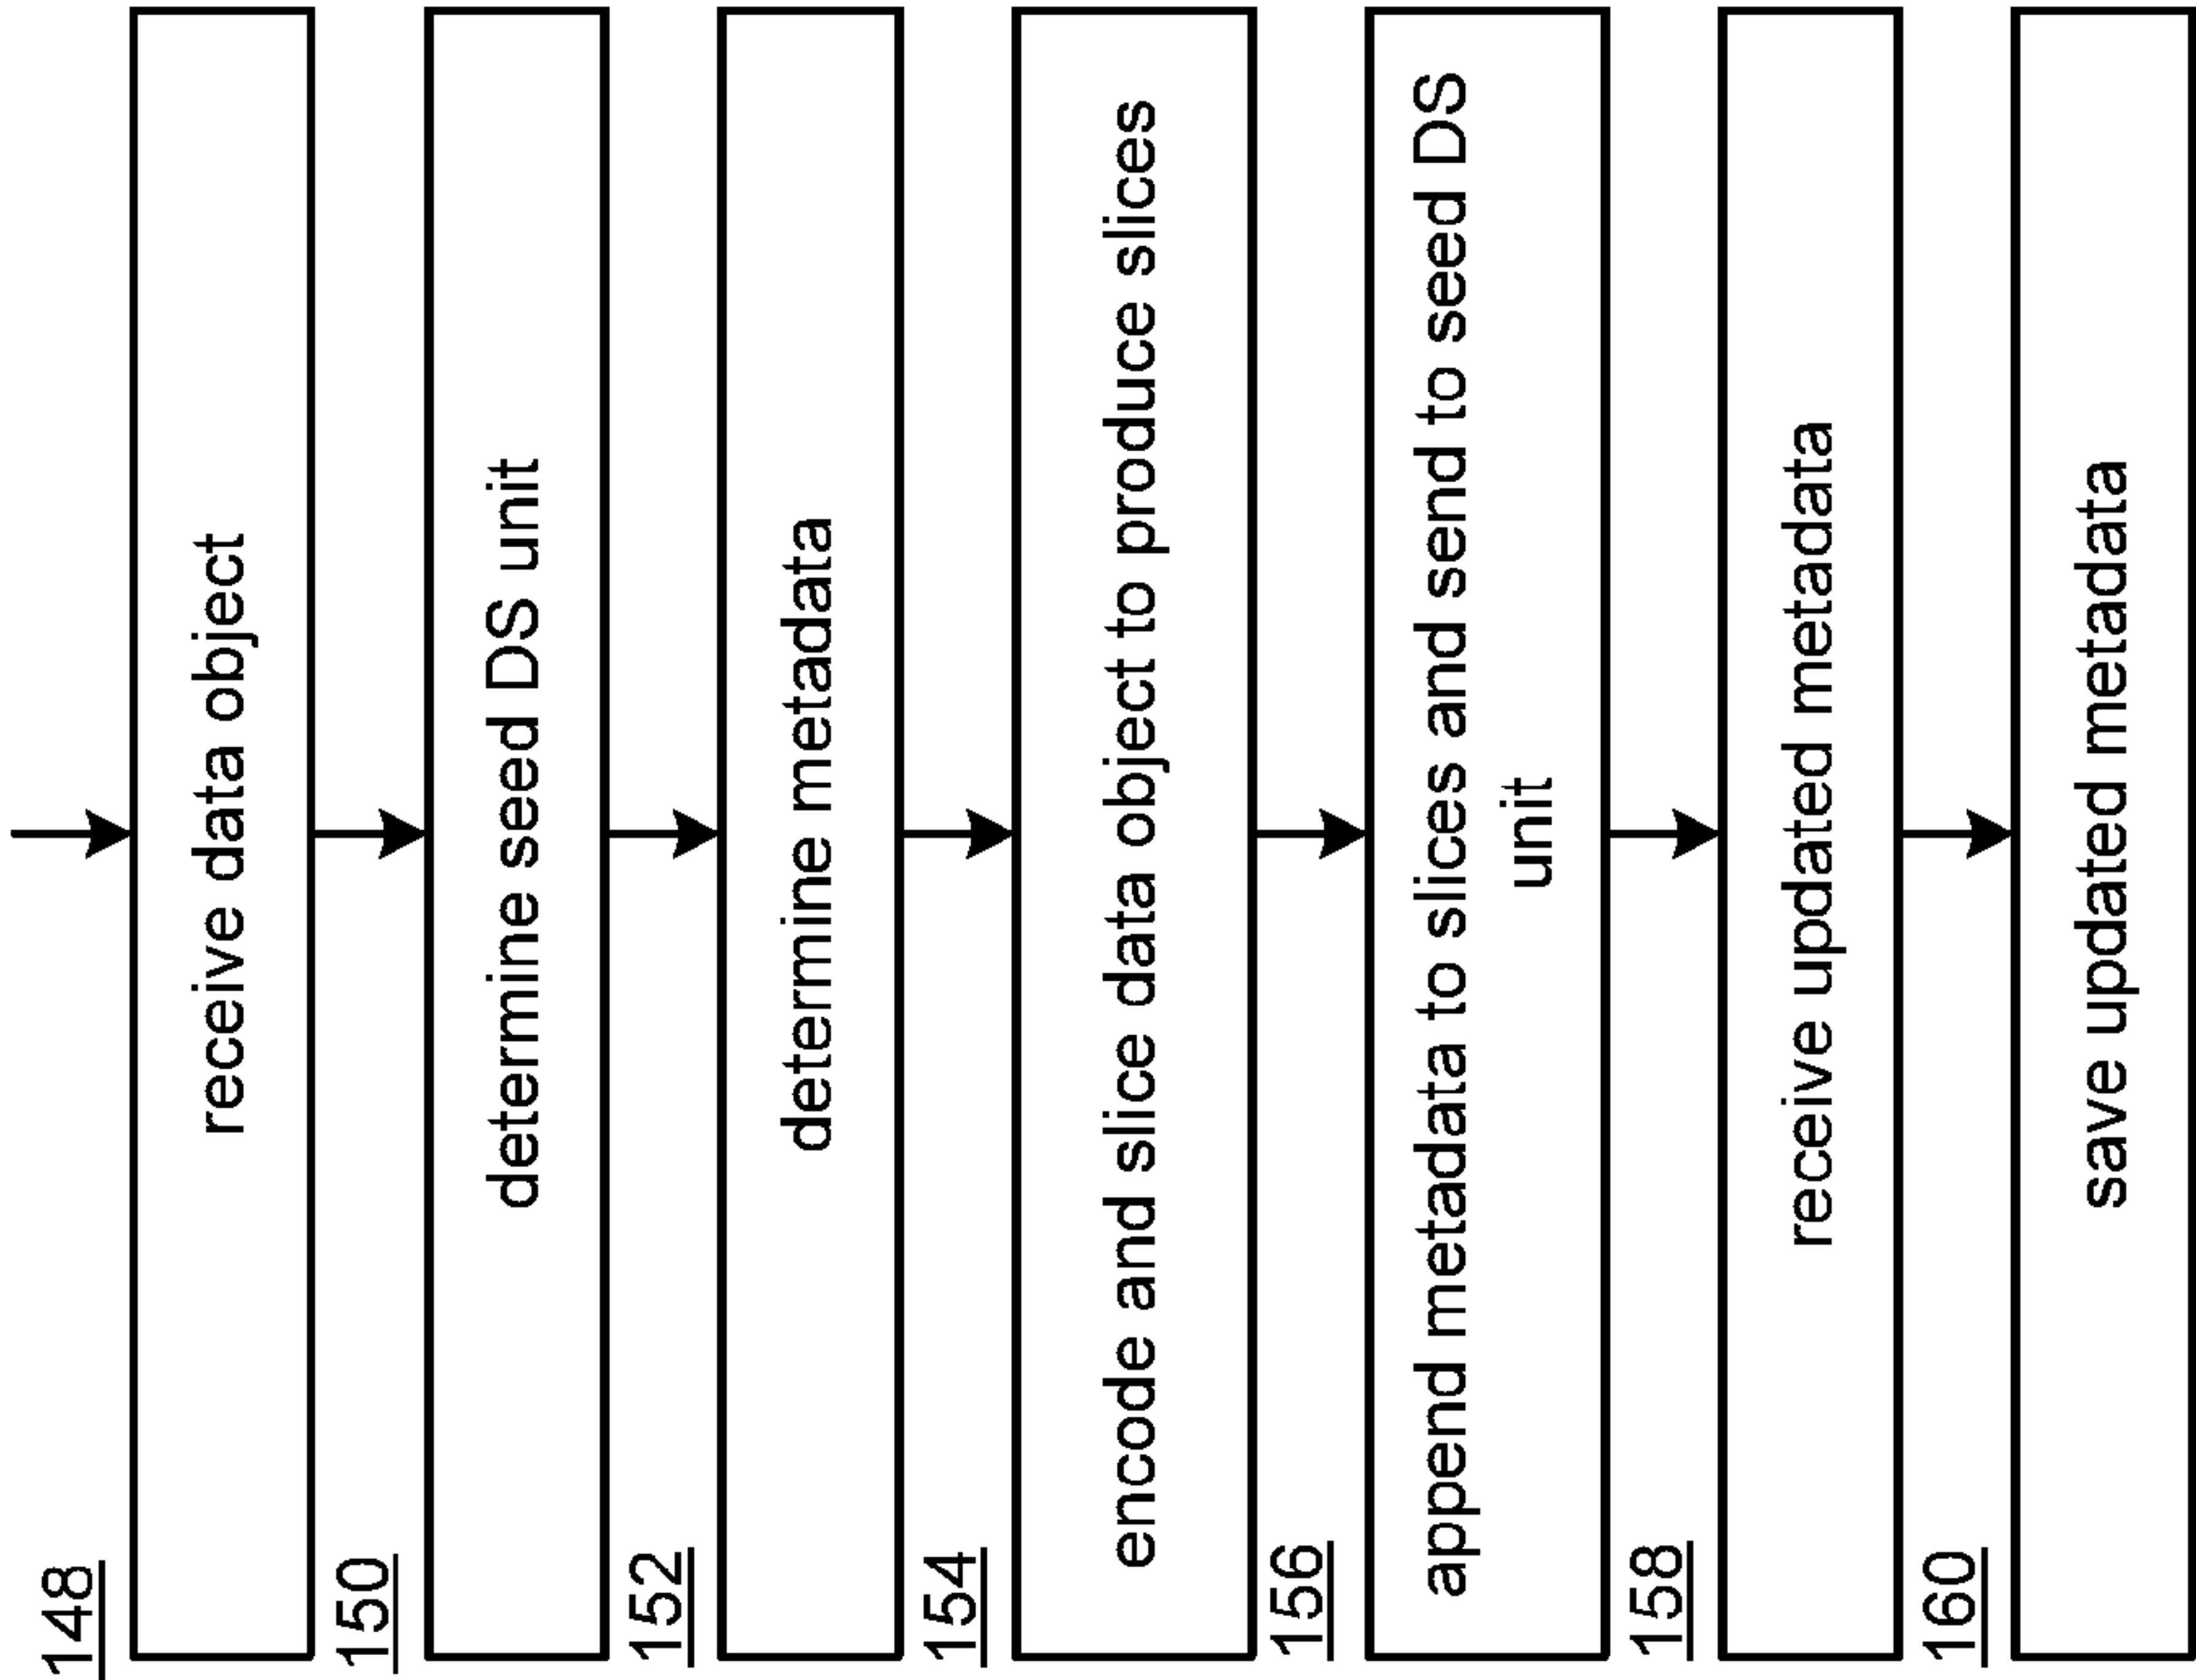 148
receive data object
150
determine seed DS unit
152
determine metadata
154
encode and slice data object to produce slices
156
append metadata to slices and send to seed DS
unit
158
receive updated metadata
160
save updated metadata